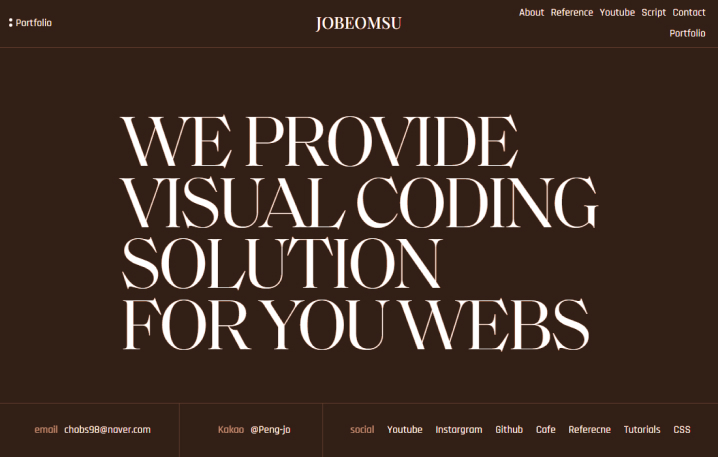 Portfolio
JOBEOMSU
About Reference Youtube Script Contact
Portfolio
WE PROVIDE
VISUAL CODING
SOLUTION
FOR YOU WEBS
email chobs98@naver.com
Kakao @Peng-jo
social Youtube Instargram Github Cafe Referecne Tutorials CSS